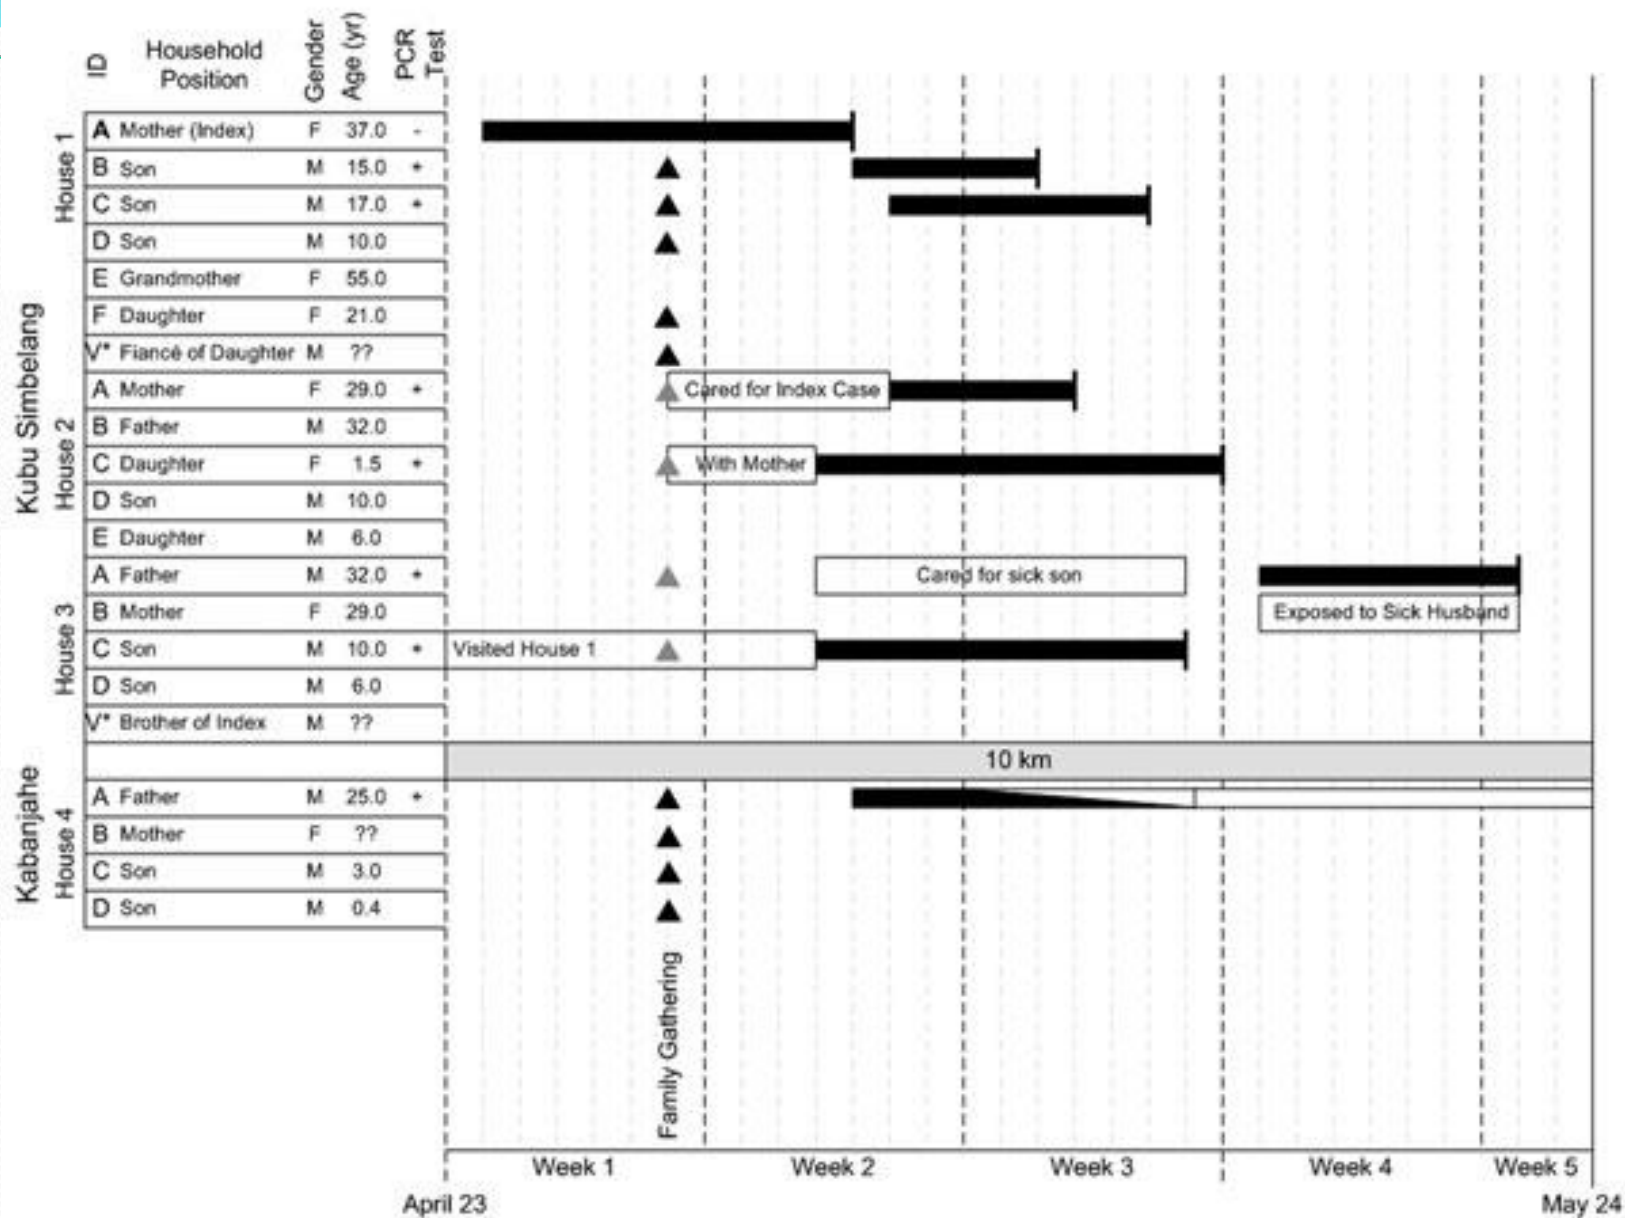 ID Household Position Gender Age (yr) PCR Test
Kubu Simbelang
House 1
A Mother (Index) F 37.0 -
B Son M 15.0 +
C Son M 17.0 +
D Son M 10.0
E Grandmother F 55.0
F Daughter F 21.0
V* Fiancé of Daughter M ??
House 2
A Mother F 29.0 + Cared for Index Case
B Father M 32.0
C Daughter F 1.5 + With Mother
D Son M 10.0
E Daughter M 6.0
House 3
A Father M 32.0 + Cared for sick son
B Mother F 29.0 Exposed to Sick Husband
C Son M 10.0 + Visited House 1
D Son M 6.0
V* Brother of Index M ??
10 km
Kabanjahe
House 4
A Father M 25.0 +
B Mother F ??
C Son M 3.0
D Son M 0.4
Family Gathering
Week 1 Week 2 Week 3 Week 4 Week 5
April 23 May 24